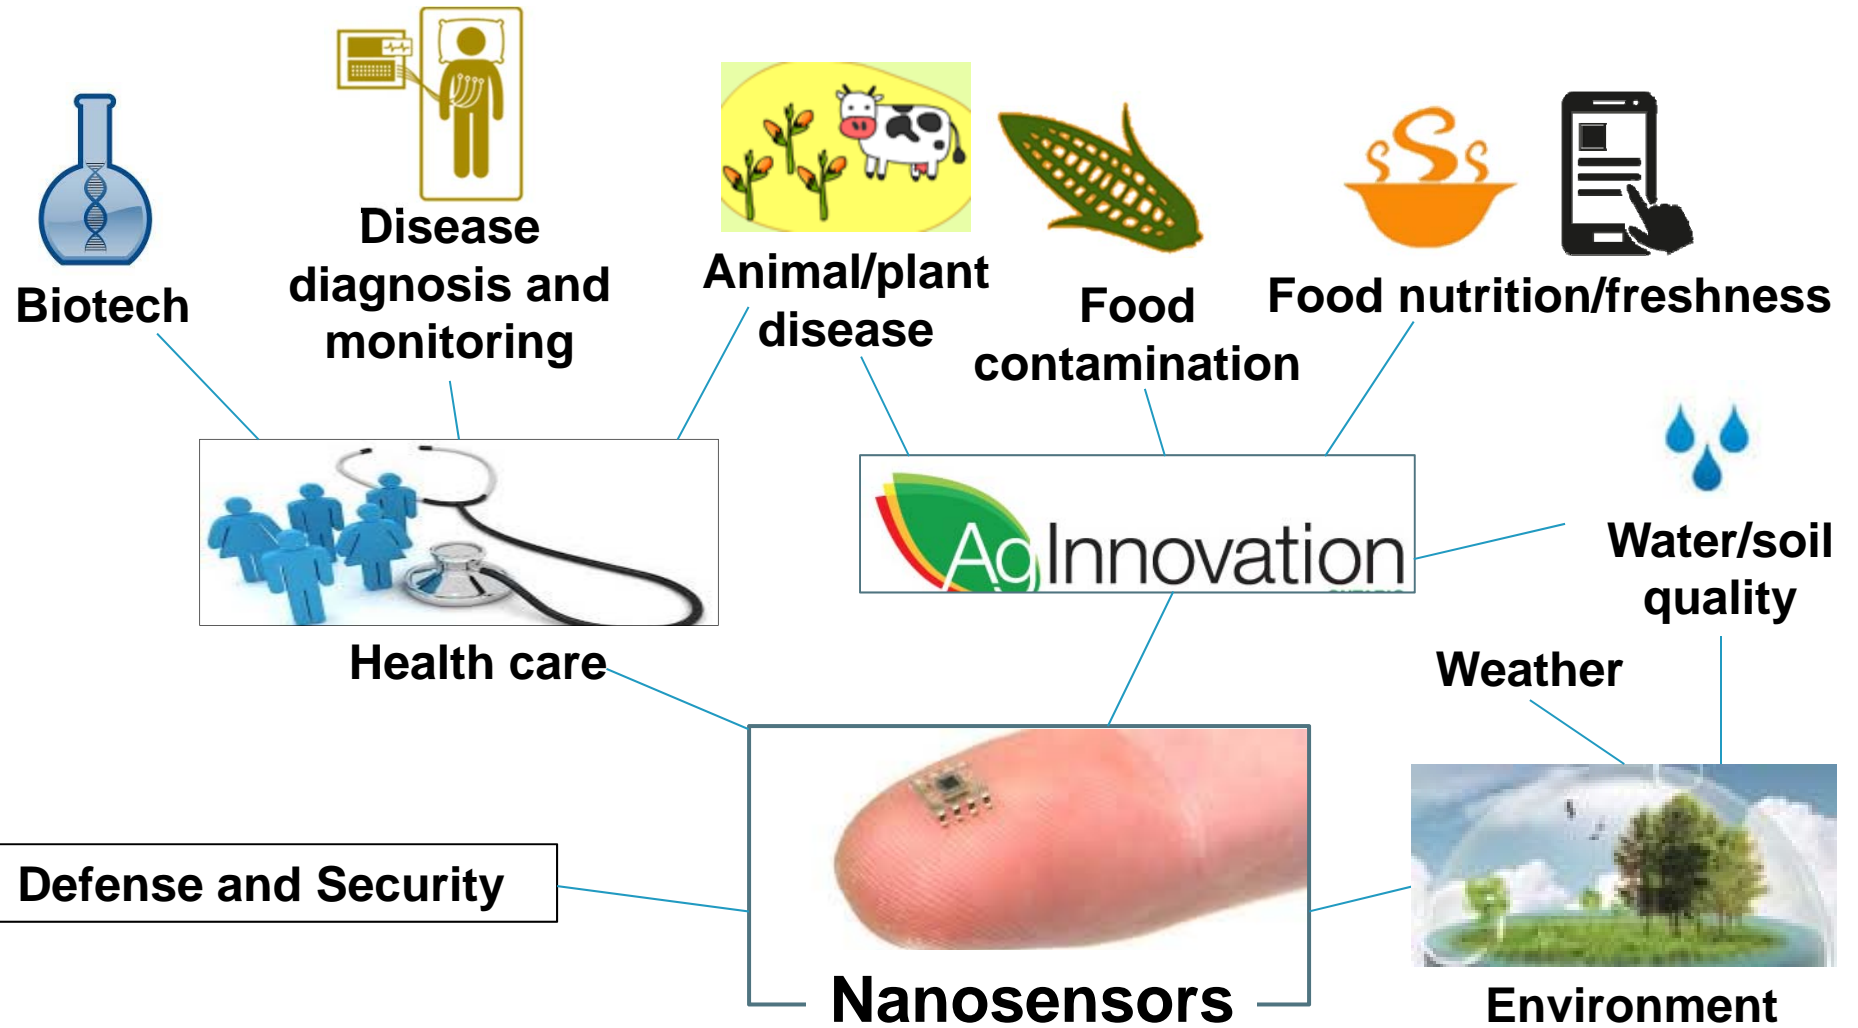 Biotech
Disease
diagnosis and
monitoring
Animal/plant
disease
Food
contamination
Food nutrition/freshness
Water/soil
quality
AgInnovation
Health care
Weather
Defense and Security
Nanosensors
Environment